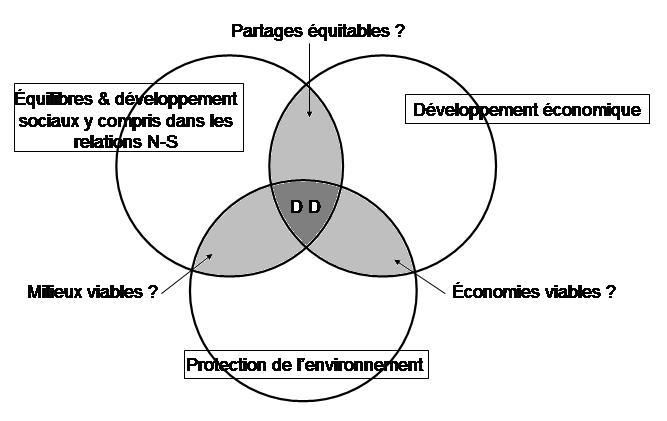 Partages équitables ?
Équilibres & développement
sociaux y compris dans les
relations N-S
Développement économique
D D
Milieux viables ?
Économies viables ?
Protection de l'environnement